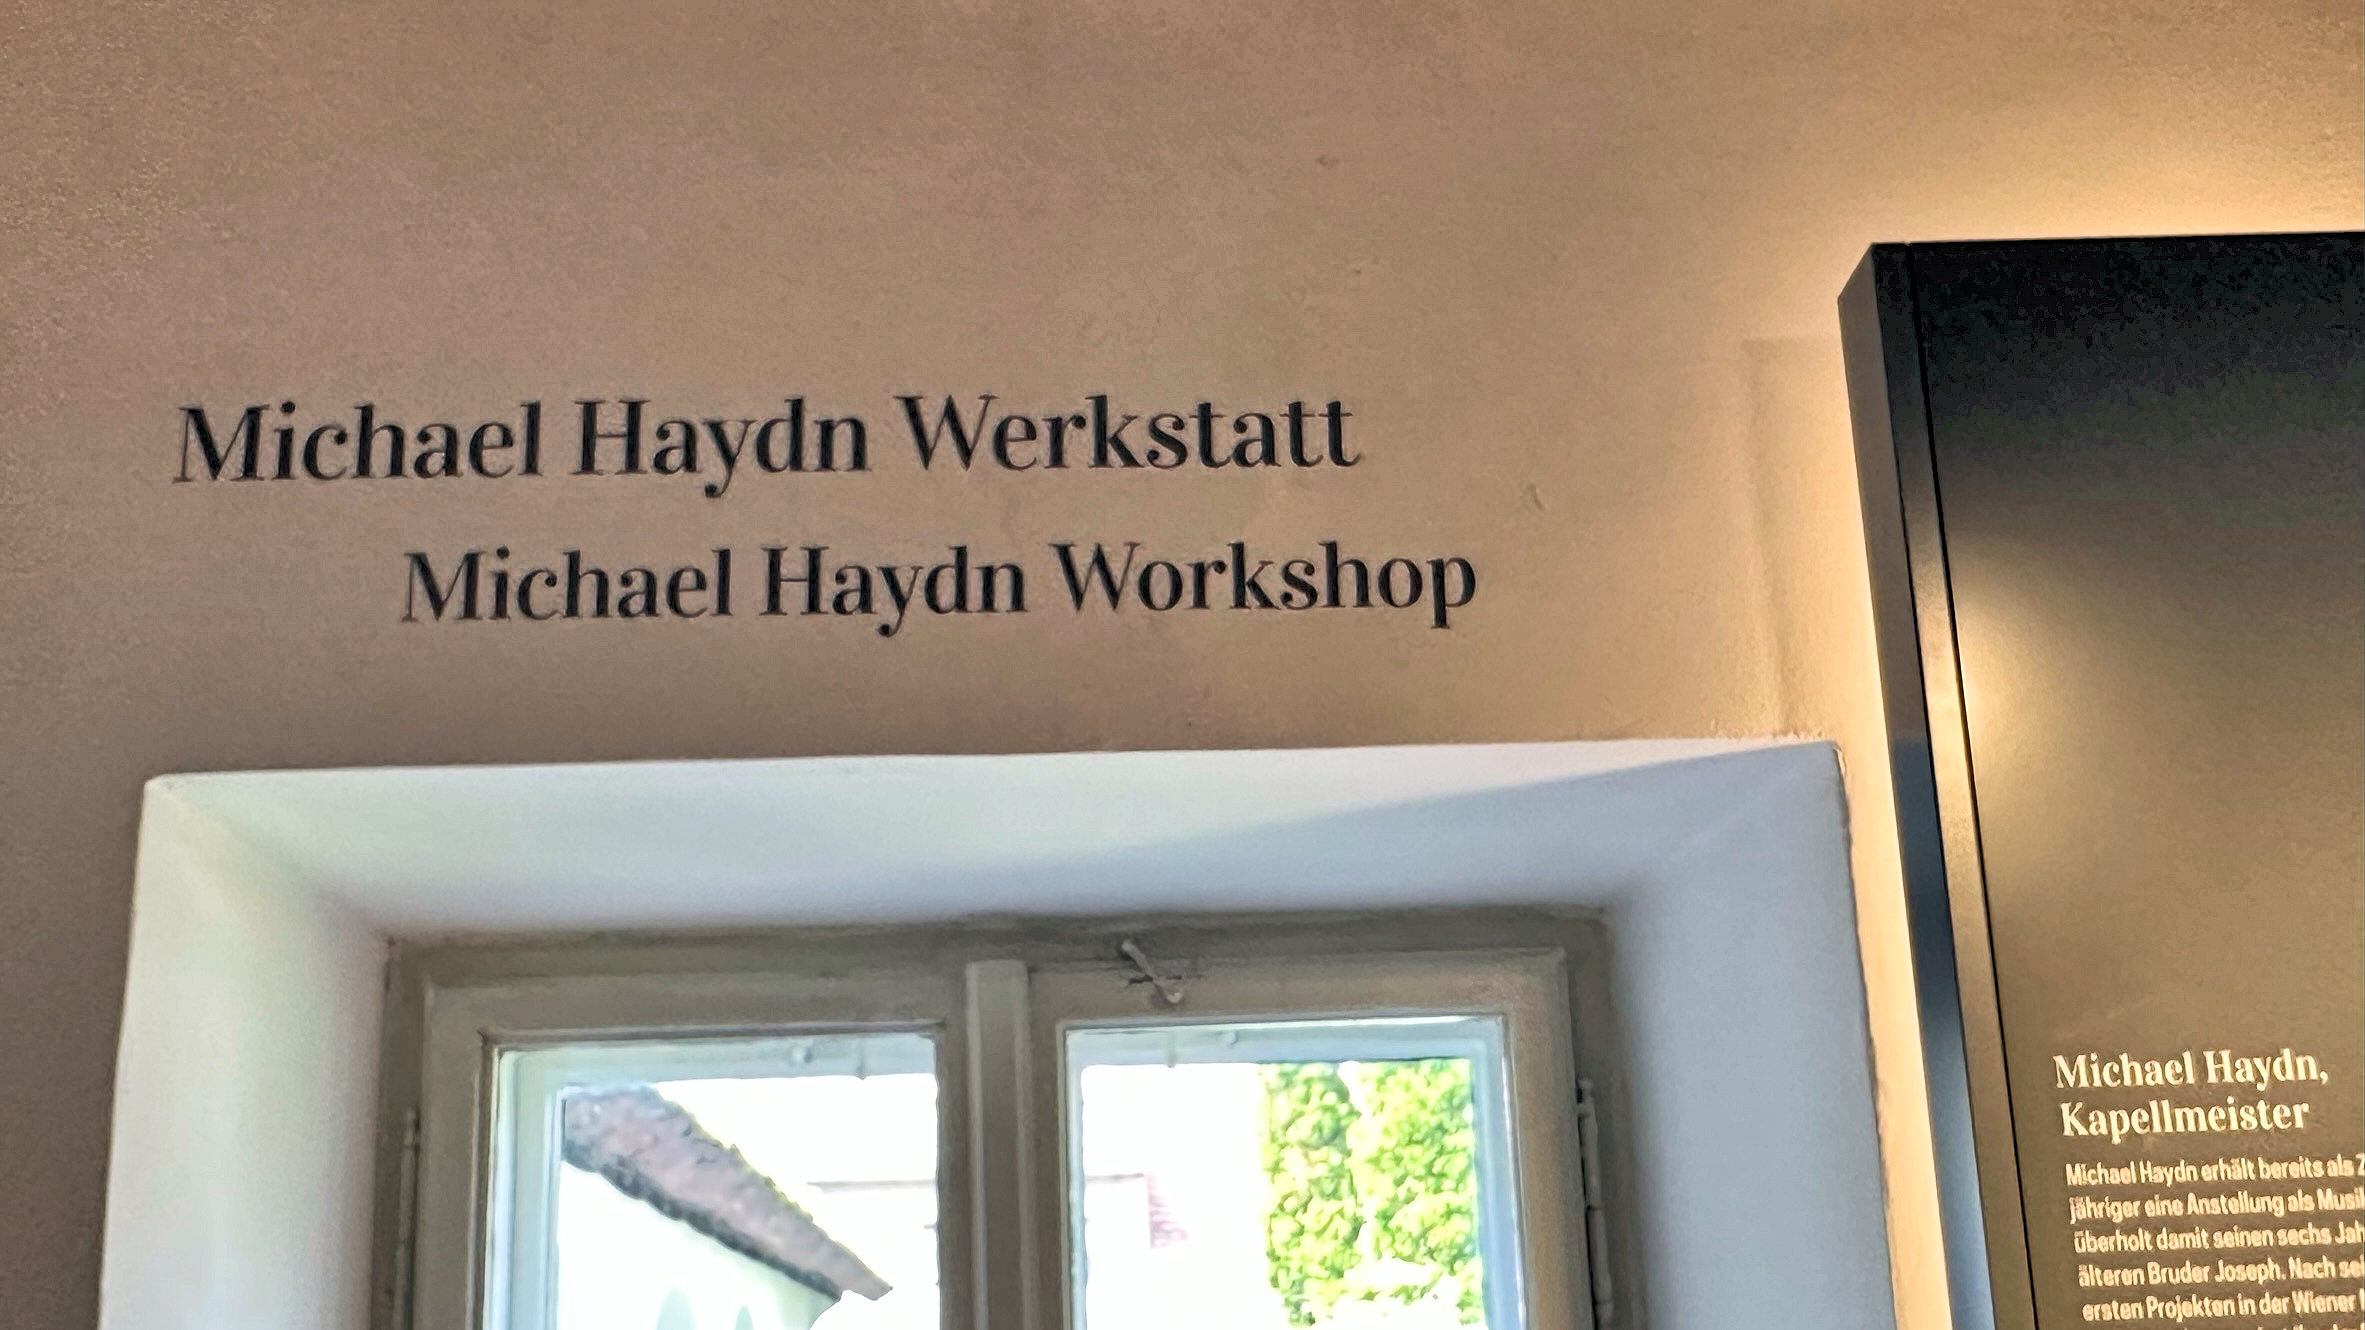 Michael Haydn Werkstatt
Michael Haydn Workshop
Michael Haydn,
Kapellmeister
Michael Haydn erhält bereits als
jähriger eine Anstellung als
überholt damit seinen sechs
älteren Bruder Joseph. Nach
ersten Projekten in der Wiener